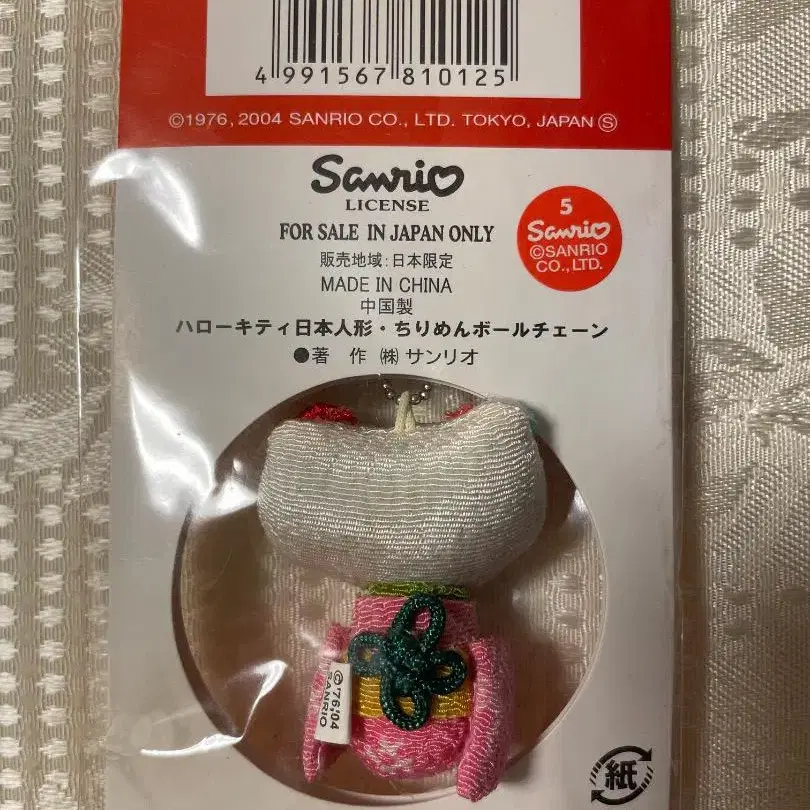 4 991567 810125
©1976, 2004 SANRIO CO., LTD. TOKYO, JAPAN Ⓢ
Sanrio
LICENSE
FOR SALE IN JAPAN ONLY
販売地域:日本限定
MADE IN CHINA
中国製
ハローキティ日本人形・ちりめんボールチェーン
●著 作 ㈱ サンリオ
5
Sanrio
©SANRIO
CO.,LTD.
©'76,'04
SANRIO
紙